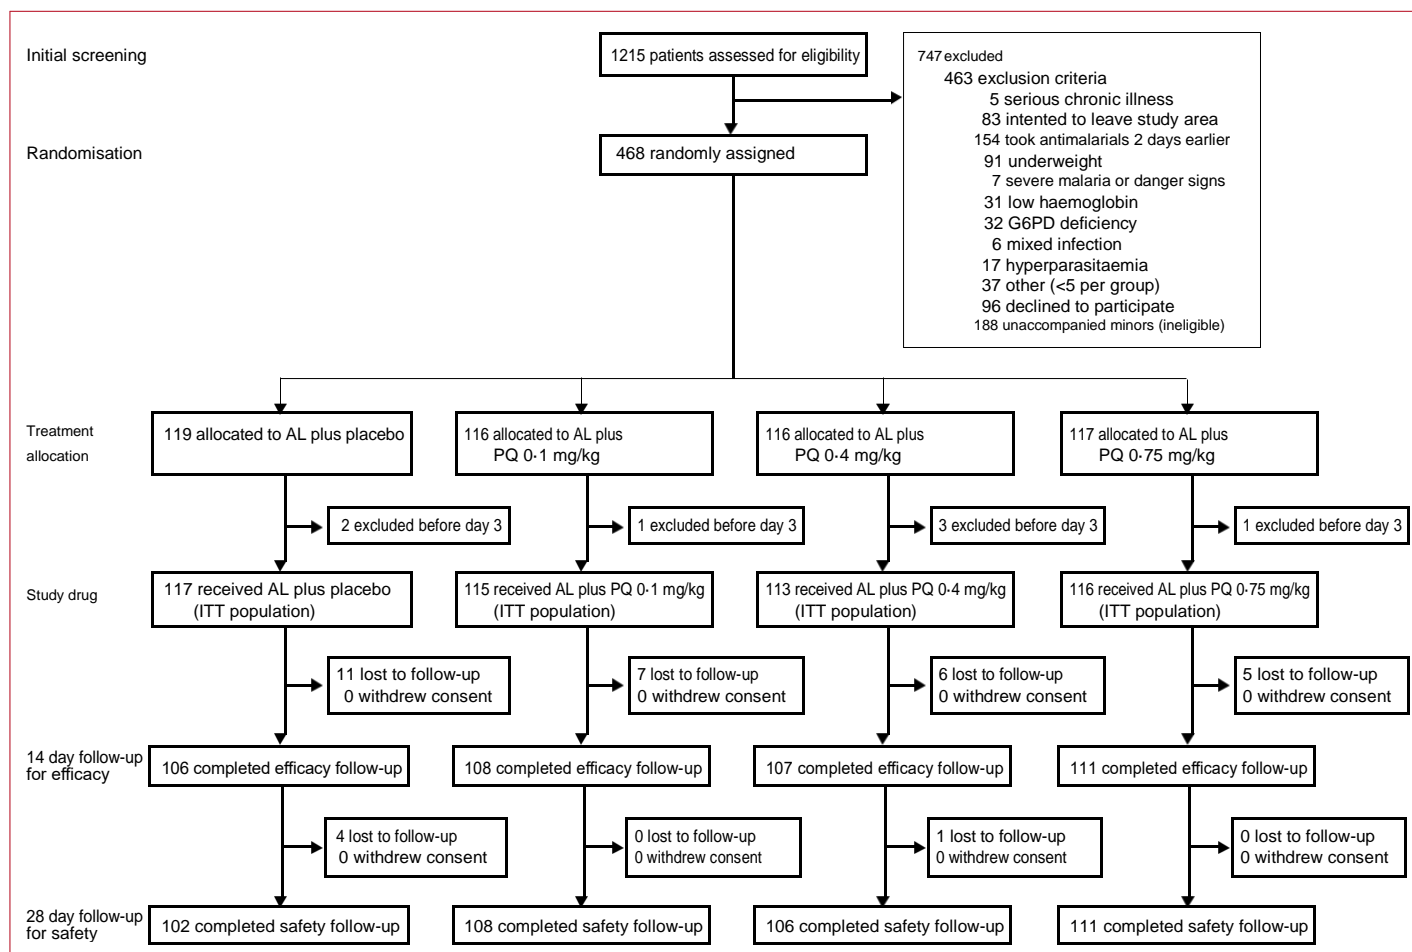 Initial screening
1215 patients assessed for eligibility
747 excluded
463 exclusion criteria
5 serious chronic illness
83 intented to leave study area
154 took antimalarials 2 days earlier
91 underweight
7 severe malaria or danger signs
31 low haemoglobin
32 G6PD deficiency
6 mixed infection
17 hyperparasitaemia
37 other (<5 per group)
96 declined to participate
188 unaccompanied minors (ineligible)
Randomisation
468 randomly assigned
Treatment
allocation
119 allocated to AL plus placebo
116 allocated to AL plus
PQ 0·1 mg/kg
116 allocated to AL plus
PQ 0·4 mg/kg
117 allocated to AL plus
PQ 0·75 mg/kg
2 excluded before day 3
1 excluded before day 3
3 excluded before day 3
1 excluded before day 3
Study drug
117 received AL plus placebo
(ITT population)
115 received AL plus PQ 0·1 mg/kg
(ITT population)
113 received AL plus PQ 0·4 mg/kg
(ITT population)
116 received AL plus PQ 0·75 mg/kg
(ITT population)
11 lost to follow-up
0 withdrew consent
7 lost to follow-up
0 withdrew consent
6 lost to follow-up
0 withdrew consent
5 lost to follow-up
0 withdrew consent
14 day follow-up
for efficacy
106 completed efficacy follow-up
108 completed efficacy follow-up
107 completed efficacy follow-up
111 completed efficacy follow-up
4 lost to follow-up
0 withdrew consent
0 lost to follow-up
0 withdrew consent
1 lost to follow-up
0 withdrew consent
0 lost to follow-up
0 withdrew consent
28 day follow-up
for safety
102 completed safety follow-up
108 completed safety follow-up
106 completed safety follow-up
111 completed safety follow-up